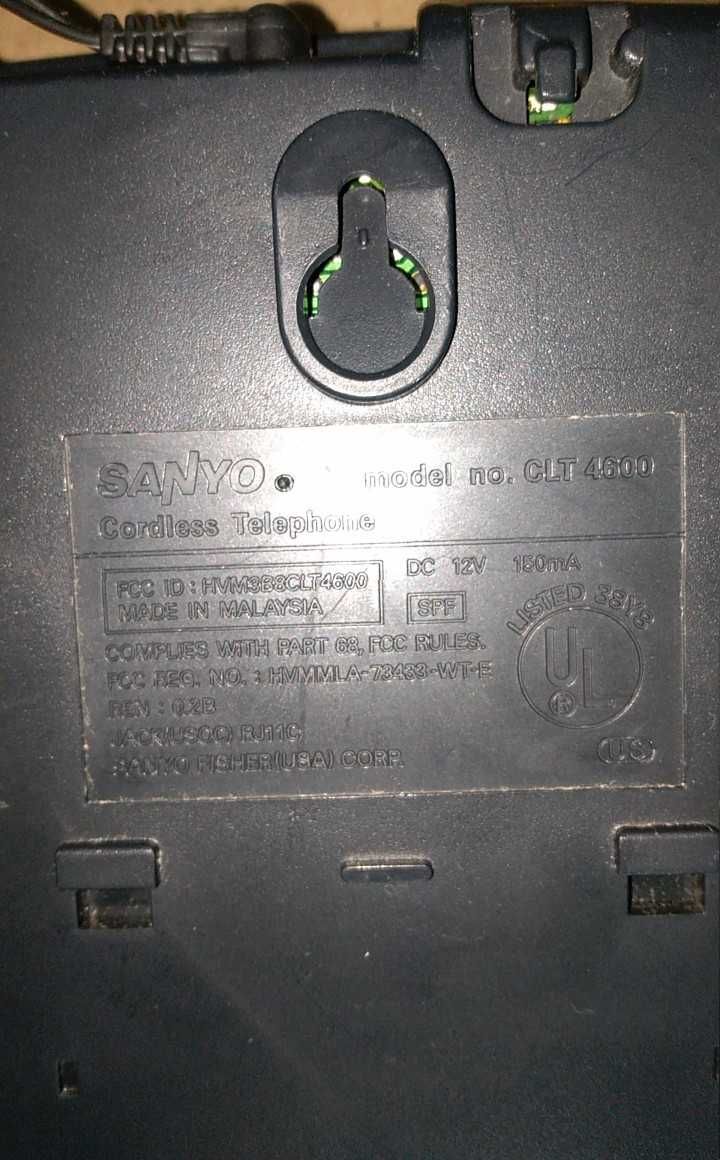 SANYO model no. CLT 4600
Cordless Telephone
FCC ID : HVM9B8CLT4600
MADE IN MALAYSIA
DC 12V 150mA
SPF
COMPLIES WITH PART 68, FCC RULES.
FCC REG. NO. : HVMMLA-73433-WT-E
REN : 0.2B
JACK(USOC) RJ11C
SANYO FISHER(USA) CORP.
LISTED 38Y6
UL
®
(US)